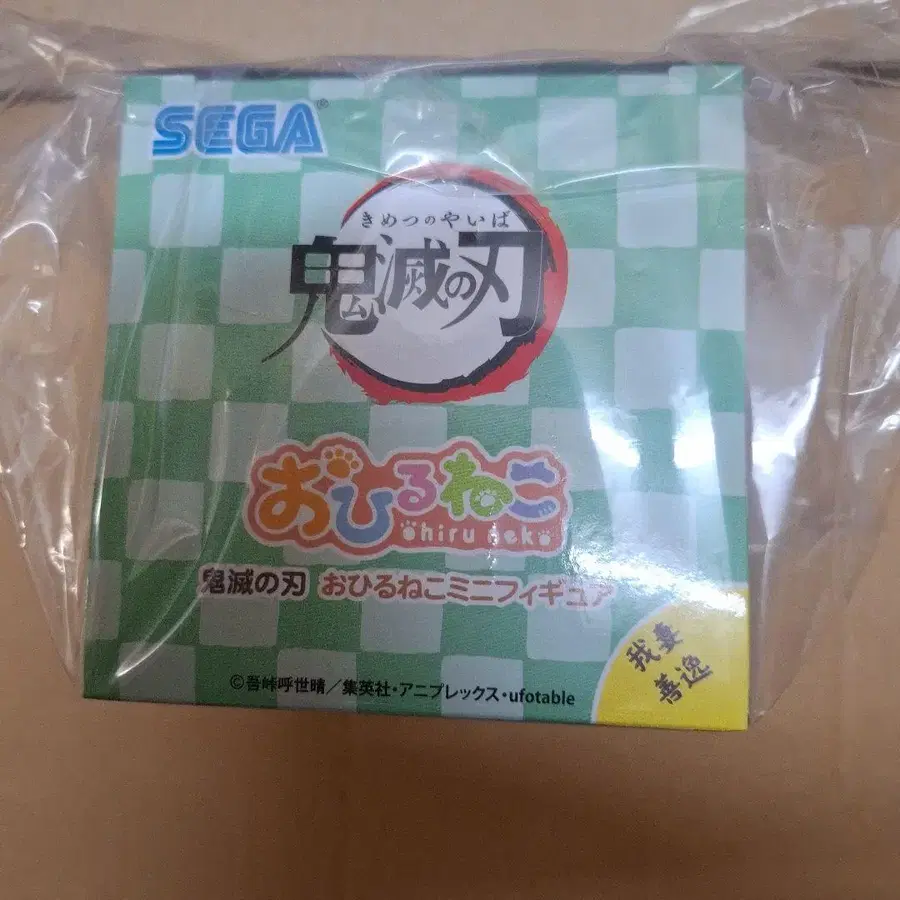 SEGA®
きめつのやいば
鬼滅の刃
おひるねこ
Ohiru neko
鬼滅の刃 おひるねこミニフィギュア
我妻
善逸
©吾峠呼世晴／集英社・アニプレックス・ufotable